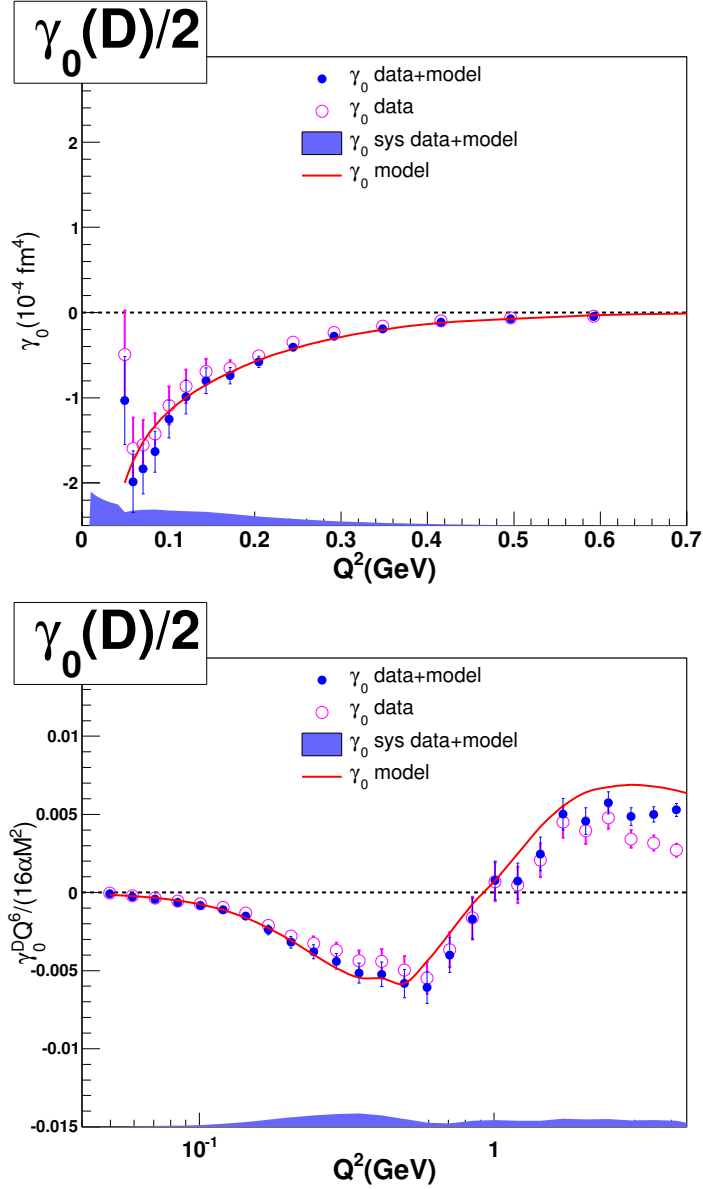 γ₀(D)/2
γ₀ data+model
γ₀ data
γ₀ sys data+model
γ₀ model
2
1
0
-1
-2
γ₀(10⁻⁴ fm⁴)
0 0.1 0.2 0.3 0.4 0.5 0.6 0.7
Q²(GeV)
γ₀(D)/2
γ₀ data+model
γ₀ data
γ₀ sys data+model
γ₀ model
0.01
0.005
0
-0.005
-0.01
-0.015
γ₀ᴰQ⁶/(16αM²)
10⁻¹ 1
Q²(GeV)